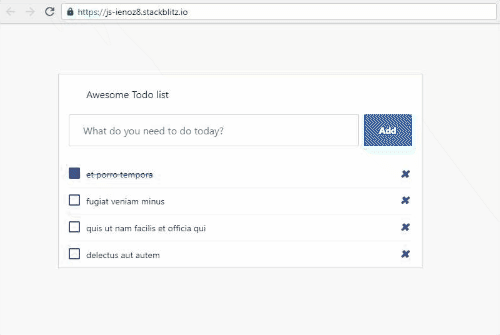 https://js-ienoz8.stackblitz.io
Awesome Todo list
What do you need to do today?
Add
et porro tempora
fugiat veniam minus
quis ut nam facilis et officia qui
delectus aut autem